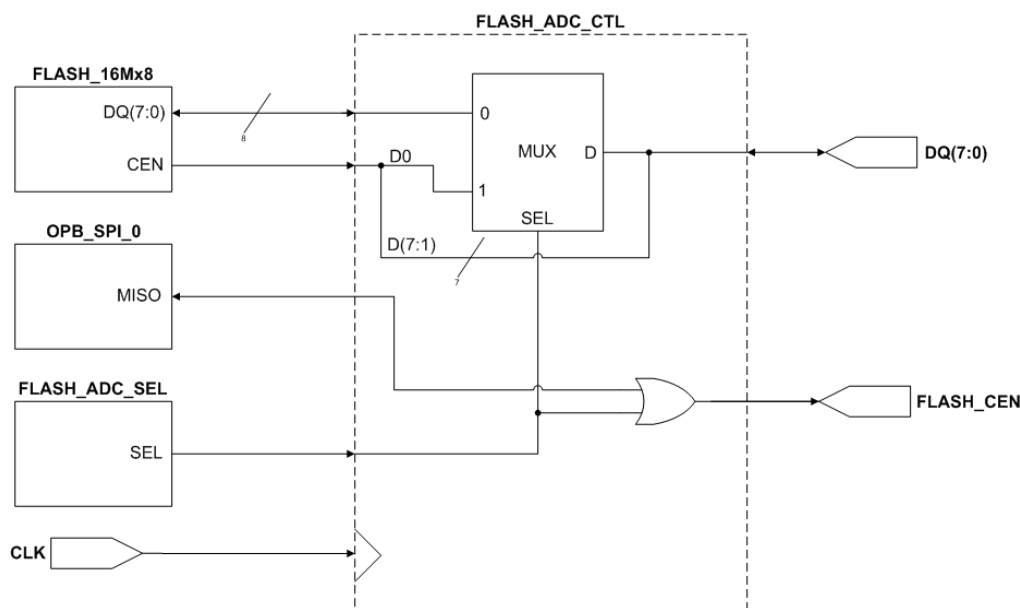 FLASH_ADC_CTL
FLASH_16Mx8
DQ(7:0)
8
0
MUX
D
DQ(7:0)
CEN
D0
1
SEL
OPB_SPI_0
D(7:1)
7
MISO
FLASH_ADC_SEL
FLASH_CEN
SEL
CLK